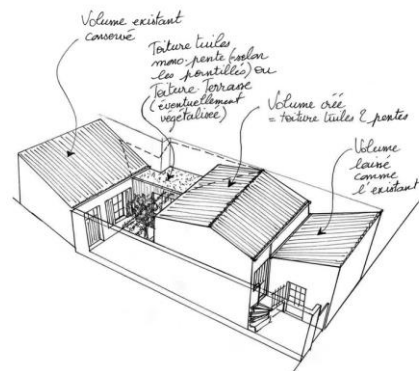 Volume existant
conservé
Toiture tuiles
mono-pente (selon
les pointillés) ou
Toiture-Terrasse
(éventuellement
végétalisée)
Volume créé
= toiture tuiles 2 pentes
Volume
laissé
comme
l'existant